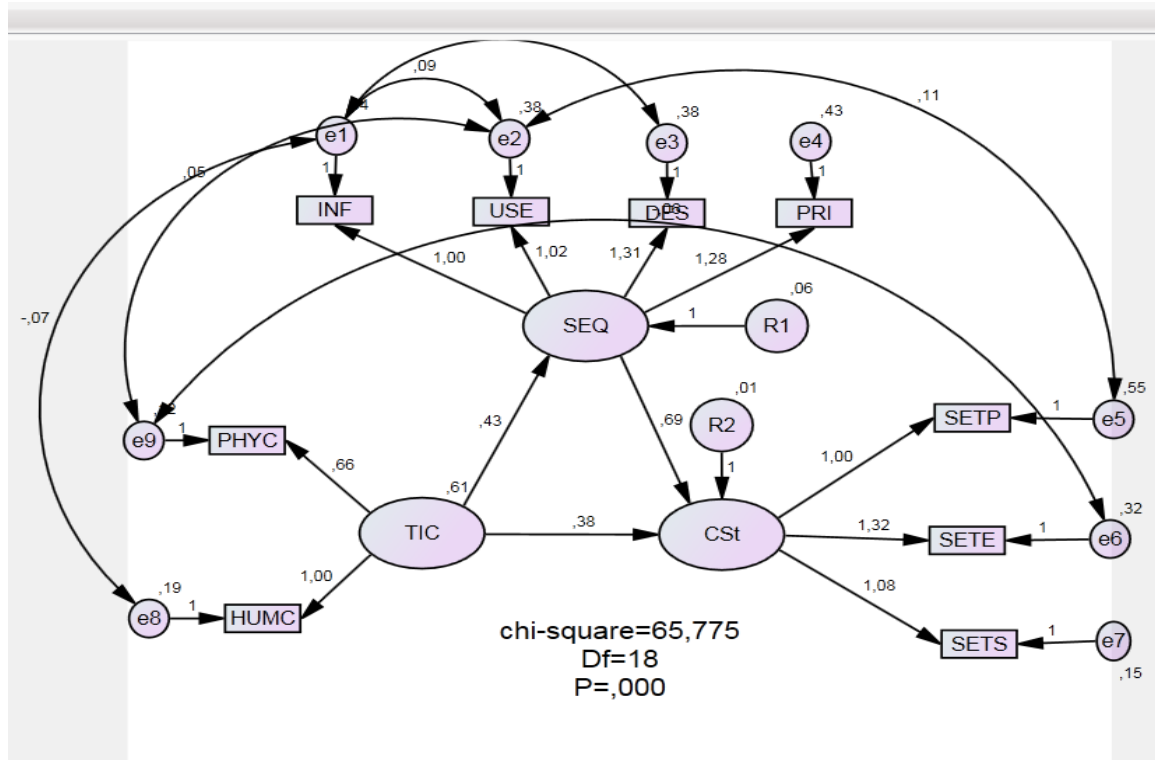 ,09
,11
,38
,38
,43
e1
e2
e3
e4
1
1
1
1
,05
INF
USE
DES
PRI
1,00
1,02
1,31
1,28
-,07
SEQ
1
R1
,06
,01
R2
,55
e9
1
PHYC
,43
,69
1
SETP
1
e5
,66
,61
1,00
TIC
,38
CSt
1,32
SETE
1
e6
,32
,19
1,00
1,08
e8
1
HUMC
SETS
1
e7
,15
chi-square=65,775
Df=18
P=,000